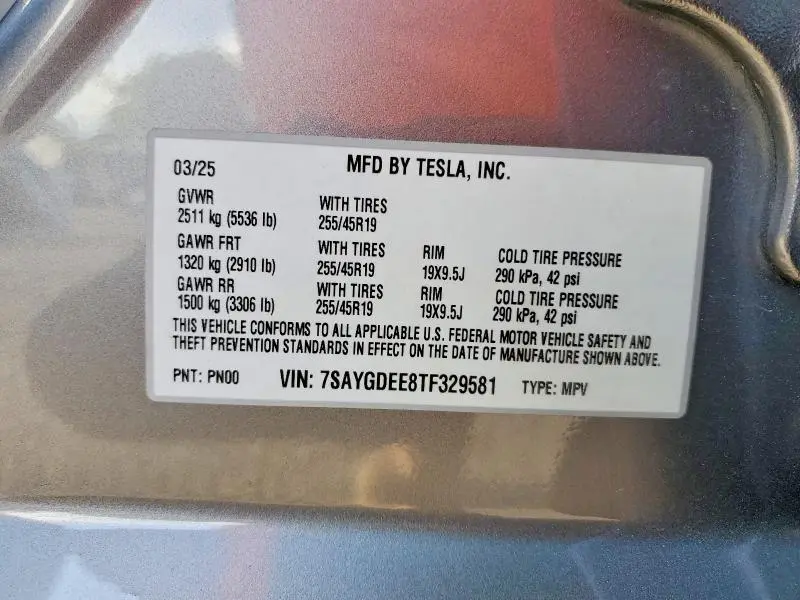 03/25 MFD BY TESLA, INC.
GVWR WITH TIRES
2511 kg (5536 lb) 255/45R19
GAWR FRT WITH TIRES RIM COLD TIRE PRESSURE
1320 kg (2910 lb) 255/45R19 19X9.5J 290 kPa, 42 psi
GAWR RR WITH TIRES RIM COLD TIRE PRESSURE
1500 kg (3306 lb) 255/45R19 19X9.5J 290 kPa, 42 psi
THIS VEHICLE CONFORMS TO ALL APPLICABLE U.S. FEDERAL MOTOR VEHICLE SAFETY AND
THEFT PREVENTION STANDARDS IN EFFECT ON THE DATE OF MANUFACTURE SHOWN ABOVE.
PNT: PN00 VIN: 7SAYGDEE8TF329581 TYPE: MPV